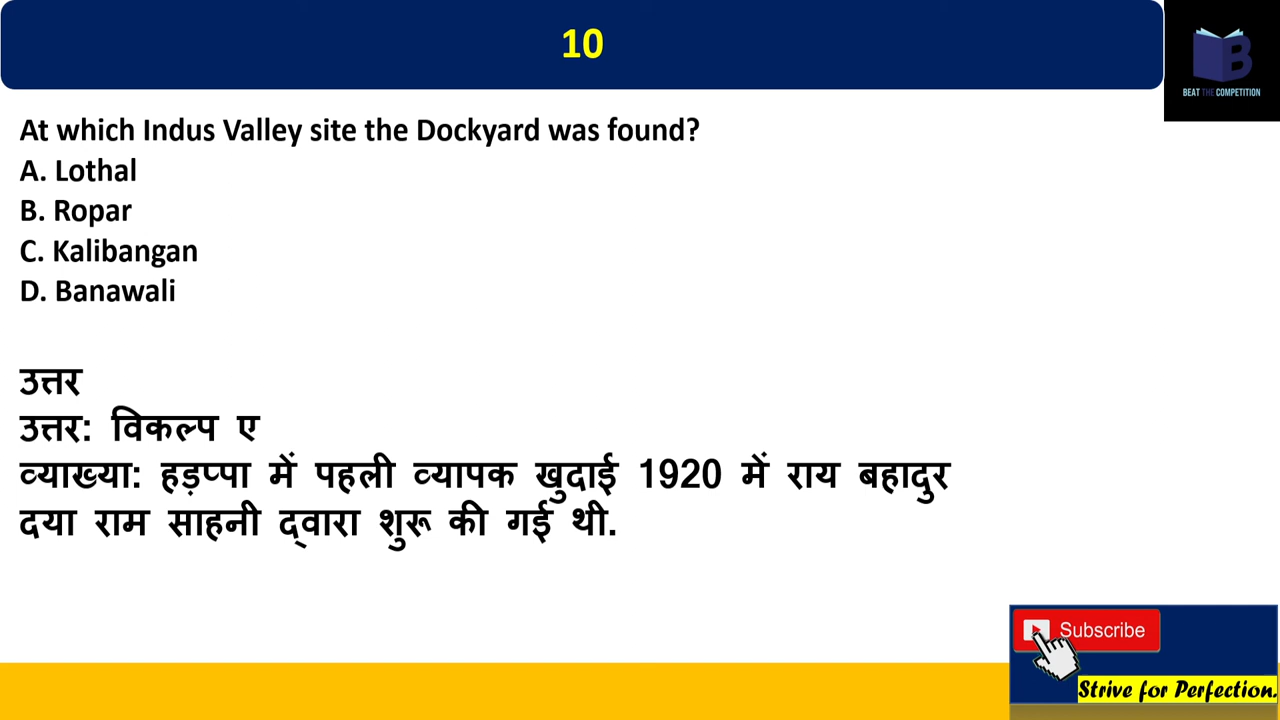 10
BEAT THE COMPETITION
At which Indus Valley site the Dockyard was found?
A. Lothal
B. Ropar
C. Kalibangan
D. Banawali
उत्तर
उत्तर: विकल्प ए
व्याख्या: हड़प्पा में पहली व्यापक खुदाई 1920 में राय बहादुर
दया राम साहनी द्वारा शुरू की गई थी.
Subscribe
Strive for Perfection.